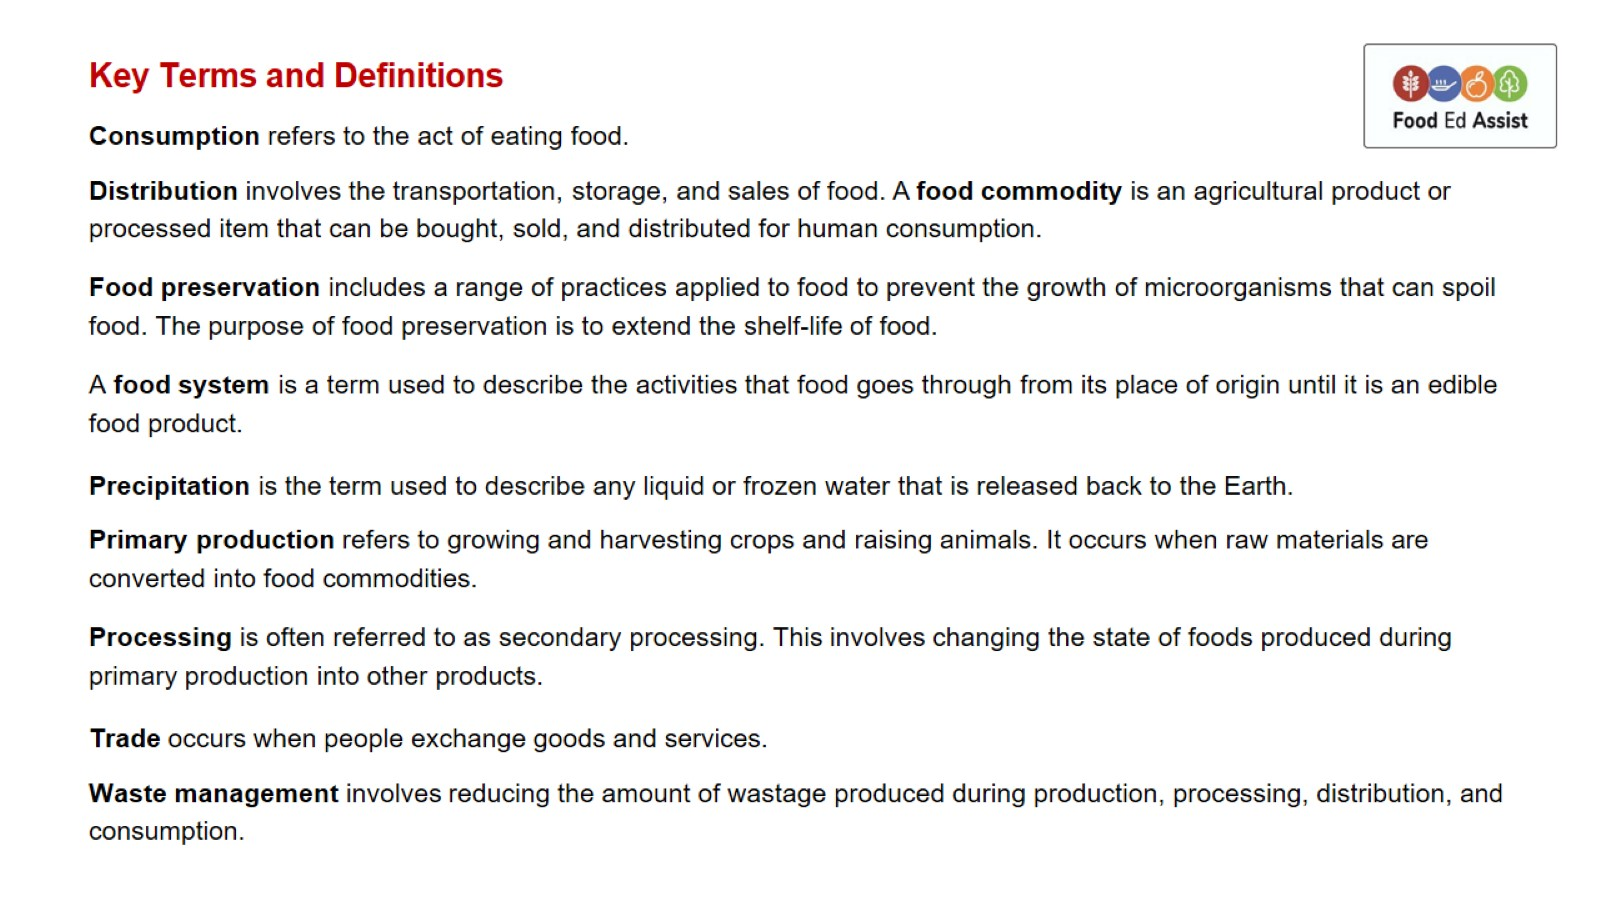 Key Terms and Definitions
Food Ed Assist
Consumption refers to the act of eating food.
Distribution involves the transportation, storage, and sales of food. A food commodity is an agricultural product or
processed item that can be bought, sold, and distributed for human consumption.
Food preservation includes a range of practices applied to food to prevent the growth of microorganisms that can spoil
food. The purpose of food preservation is to extend the shelf-life of food.
A food system is a term used to describe the activities that food goes through from its place of origin until it is an edible
food product.
Precipitation is the term used to describe any liquid or frozen water that is released back to the Earth.
Primary production refers to growing and harvesting crops and raising animals. It occurs when raw materials are
converted into food commodities.
Processing is often referred to as secondary processing. This involves changing the state of foods produced during
primary production into other products.
Trade occurs when people exchange goods and services.
Waste management involves reducing the amount of wastage produced during production, processing, distribution, and
consumption.